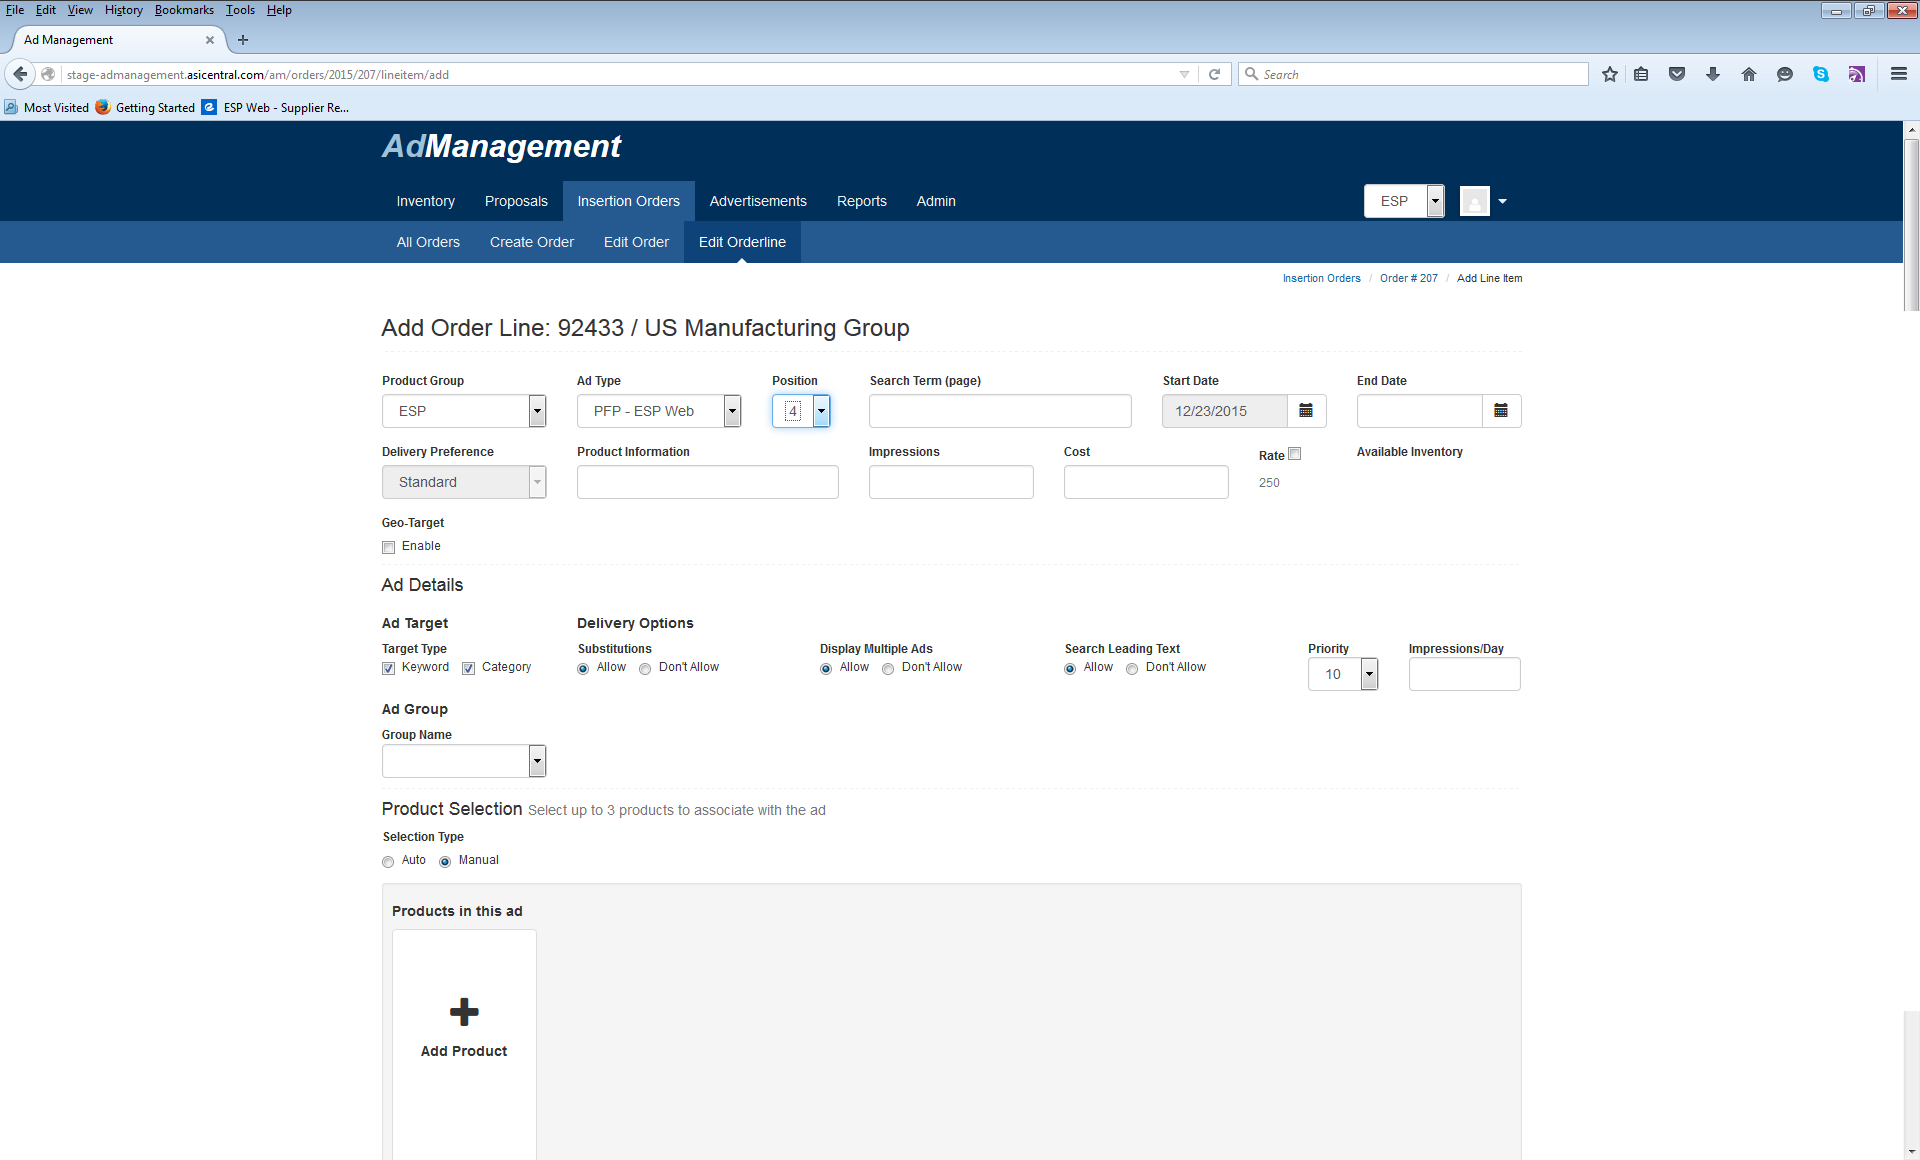 File Edit View History Bookmarks Tools Help
Ad Management
stage-admanagement.asicentral.com/am/orders/2015/207/lineitem/add
Search
Most Visited Getting Started ESP Web - Supplier Re...
AdManagement
Inventory Proposals Insertion Orders Advertisements Reports Admin ESP
All Orders Create Order Edit Order Edit Orderline
Insertion Orders / Order # 207 / Add Line Item
Add Order Line: 92433 / US Manufacturing Group
Product Group Ad Type Position Search Term (page) Start Date End Date
ESP PFP - ESP Web 4 12/23/2015
Delivery Preference Product Information Impressions Cost Rate Available Inventory
Standard 250
Geo-Target
Enable
Ad Details
Ad Target Delivery Options
Target Type Substitutions Display Multiple Ads Search Leading Text Priority Impressions/Day
Keyword Category Allow Don't Allow Allow Don't Allow Allow Don't Allow 10
Ad Group
Group Name
Product Selection Select up to 3 products to associate with the ad
Selection Type
Auto Manual
Products in this ad
Add Product